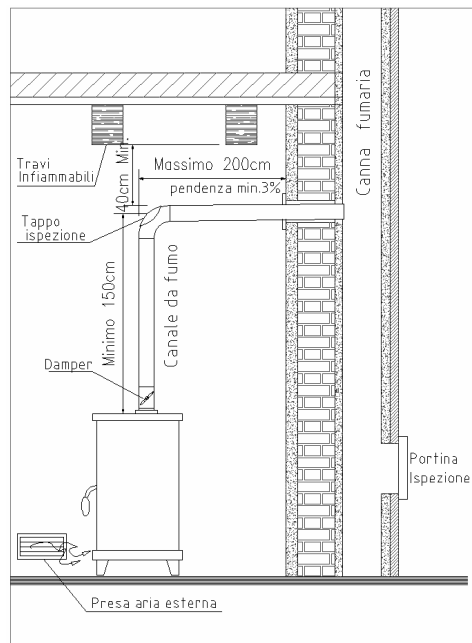 Travi
Infiammabili
40cm Min.
Massimo 200cm
pendenza min.3%
Canna fumaria
Tappo
ispezione
Minimo 150cm
Canale da fumo
Damper
Portina
Ispezione
Presa aria esterna